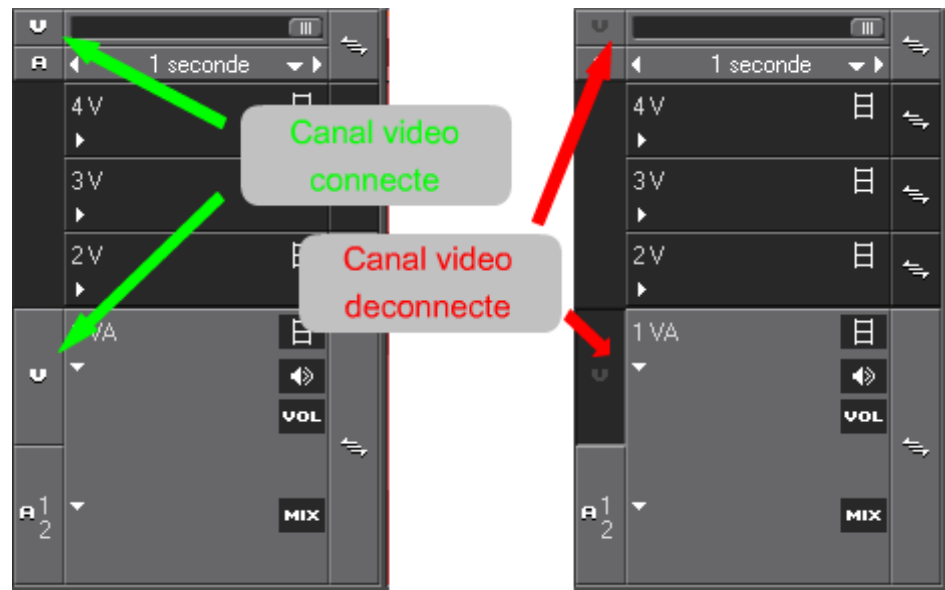 U
A 1 seconde
4 V
3 V
2 V
VA
U
VOL
A 1 MIX
2
Canal video
connecte
Canal video
deconnecte
U
1 seconde
4 V
3 V
2 V
1 VA
U
VOL
A 1 MIX
2